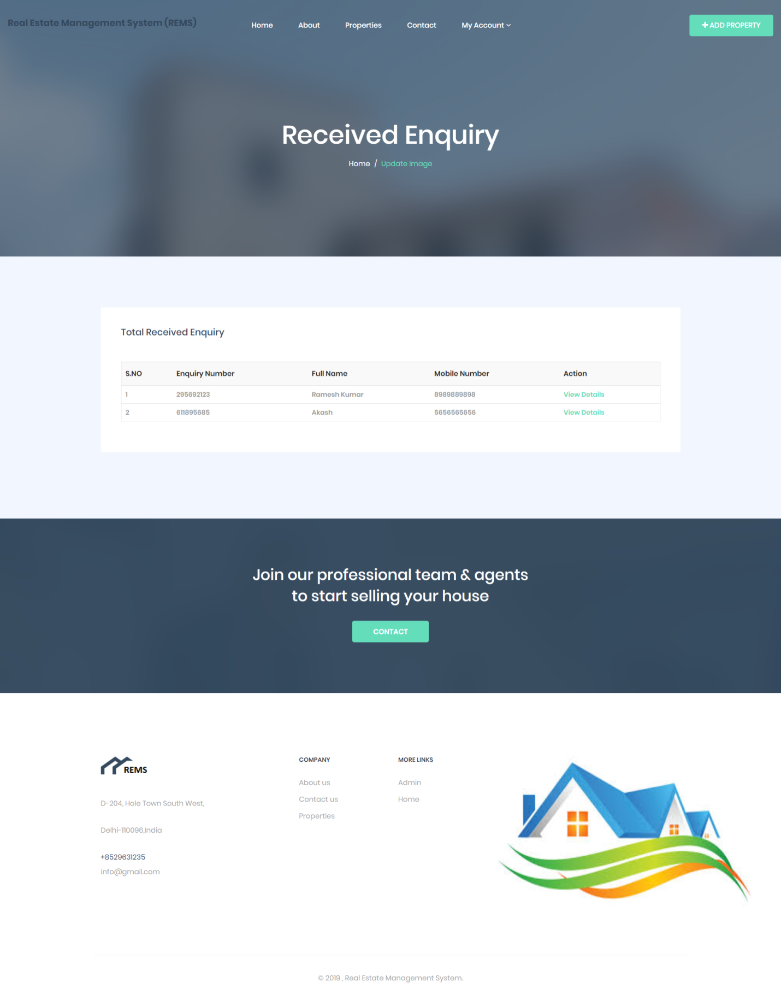 Real Estate Management System (REMS)
Home About Properties Contact My Account
ADD PROPERTY
Received Enquiry
Home / Update Image
Total Received Enquiry
S.NO Enquiry Number Full Name Mobile Number Action
1 295692123 Ramesh Kumar 8989889898 View Details
2 611895685 Akash 5656565656 View Details
Join our professional team & agents
to start selling your house
CONTACT
REMS
D-204, Hole Town South West,
Delhi-110096,India
+8529631235
info@gmail.com
COMPANY
About us
Contact us
Properties
MORE LINKS
Admin
Home
© 2019 , Real Estate Management System.